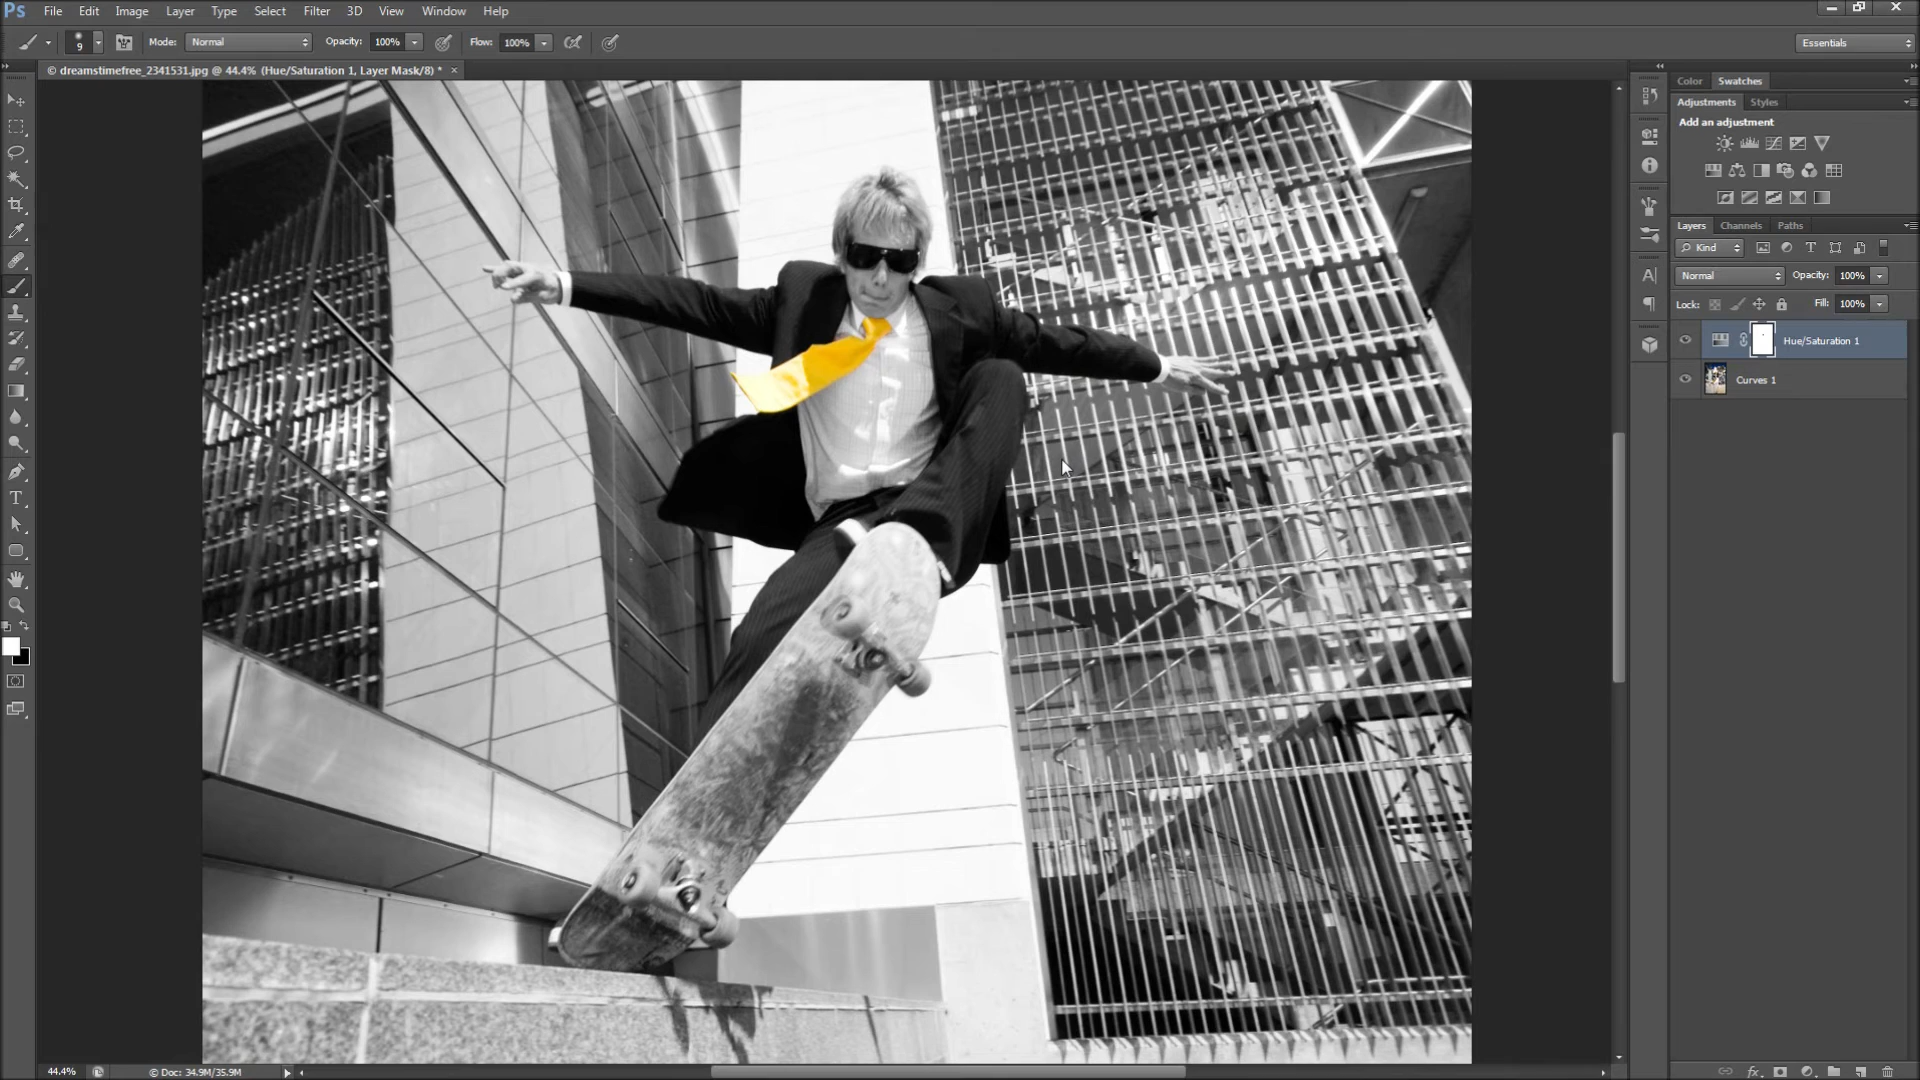 Ps File Edit Image Layer Type Select Filter 3D View Window Help
9 Mode: Normal Opacity: 100% Flow: 100% Essentials
© dreamstimefree_2341531.jpg @ 44.4% (Hue/Saturation 1, Layer Mask/8) * ×
Color Swatches
Adjustments Styles
Add an adjustment
Layers Channels Paths
Kind
Normal Opacity: 100%
Lock: Fill: 100%
Hue/Saturation 1
Curves 1
44.4% © Doc: 34.9M/35.9M